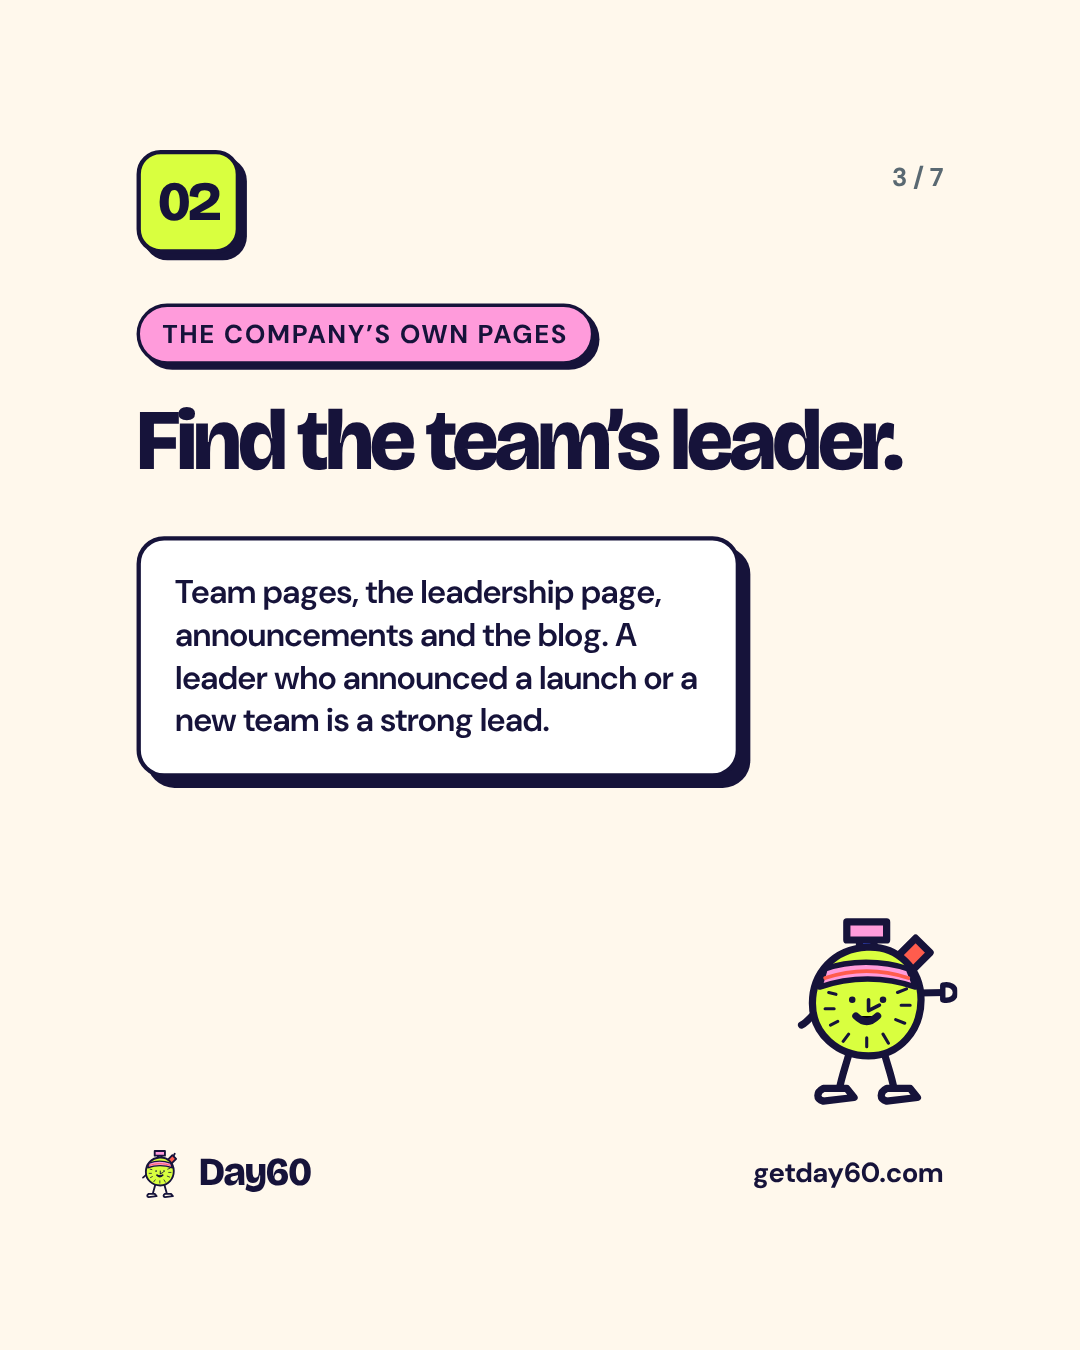 02
3 / 7
THE COMPANY’S OWN PAGES
Find the team’s leader.
Team pages, the leadership page,
announcements and the blog. A
leader who announced a launch or a
new team is a strong lead.
Day60
getday60.com